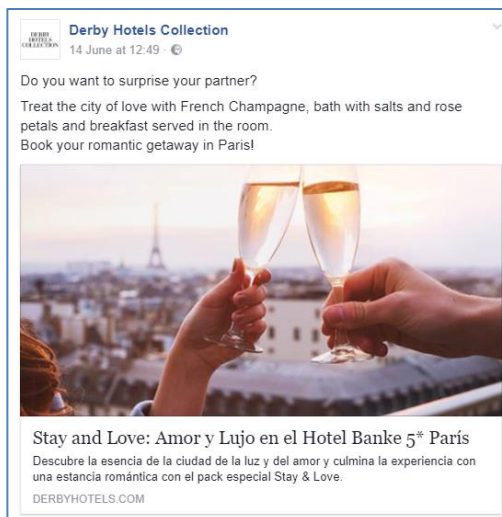 DERBY
HOTELS
COLLECTION
Derby Hotels Collection
14 June at 12:49 ·
Do you want to surprise your partner?
Treat the city of love with French Champagne, bath with salts and rose
petals and breakfast served in the room.
Book your romantic getaway in Paris!
Stay and Love: Amor y Lujo en el Hotel Banke 5* París
Descubre la esencia de la ciudad de la luz y del amor y culmina la experiencia con
una estancia romántica con el pack especial Stay & Love.
DERBYHOTELS.COM